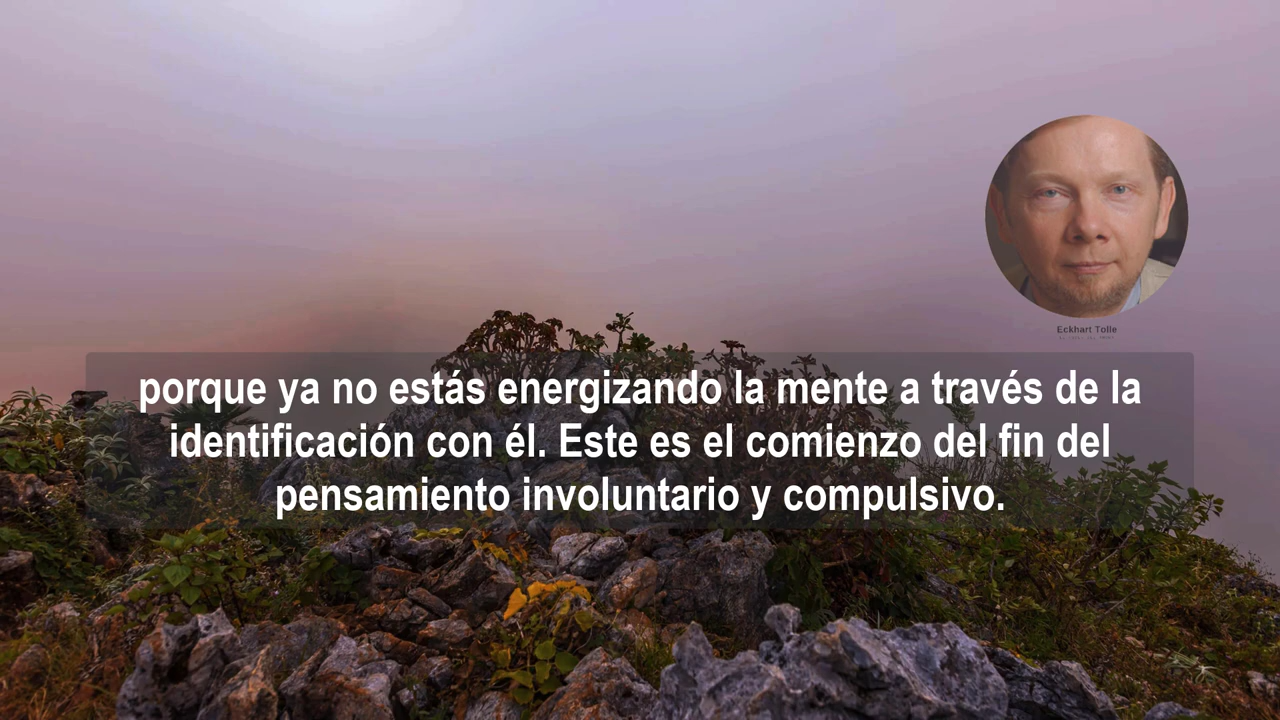 Eckhart Tolle
porque ya no estás energizando la mente a través de la
identificación con él. Este es el comienzo del fin del
pensamiento involuntario y compulsivo.